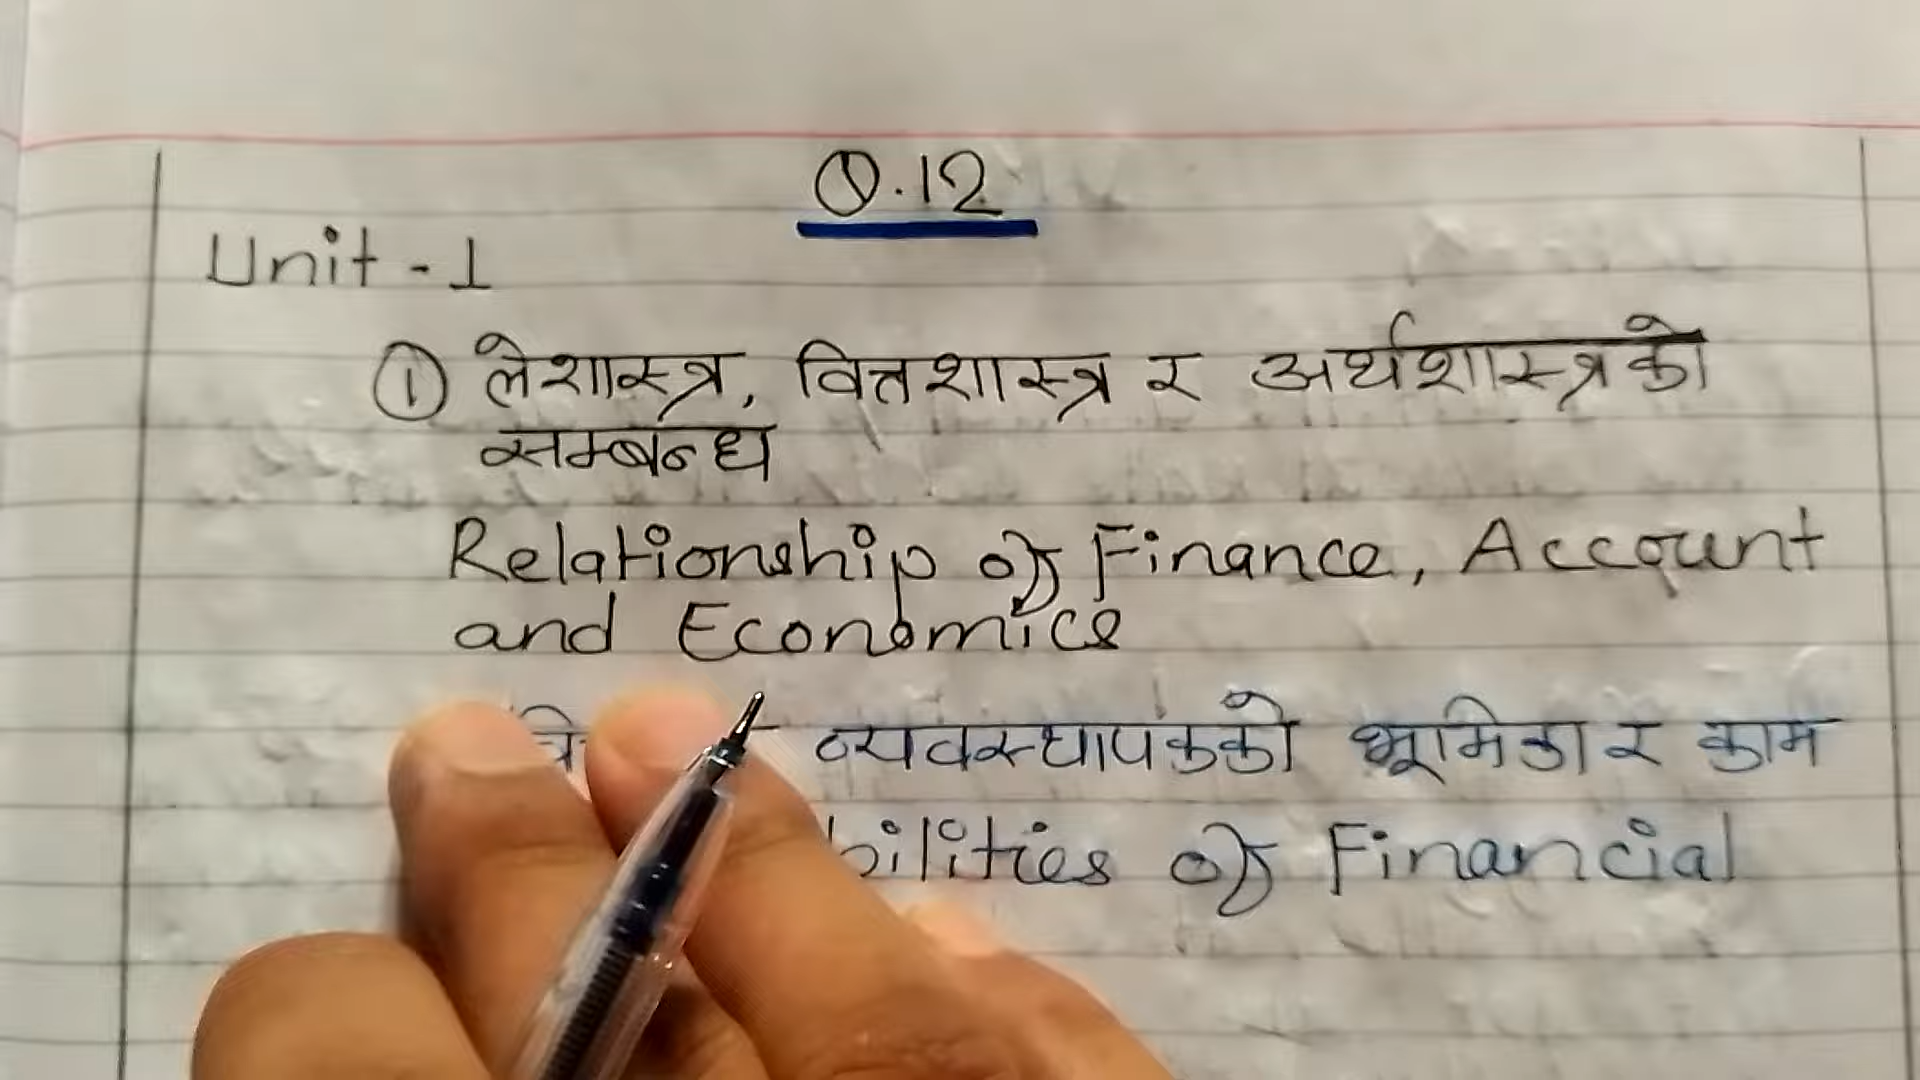 Q.12
Unit - 1
① लेशास्त्र, वित्तशास्त्र र अर्थशास्त्रको
सम्बन्ध
Relationship of Finance, Account
and Economics
व्यवस्थापकको भूमिका र काम
of Financial